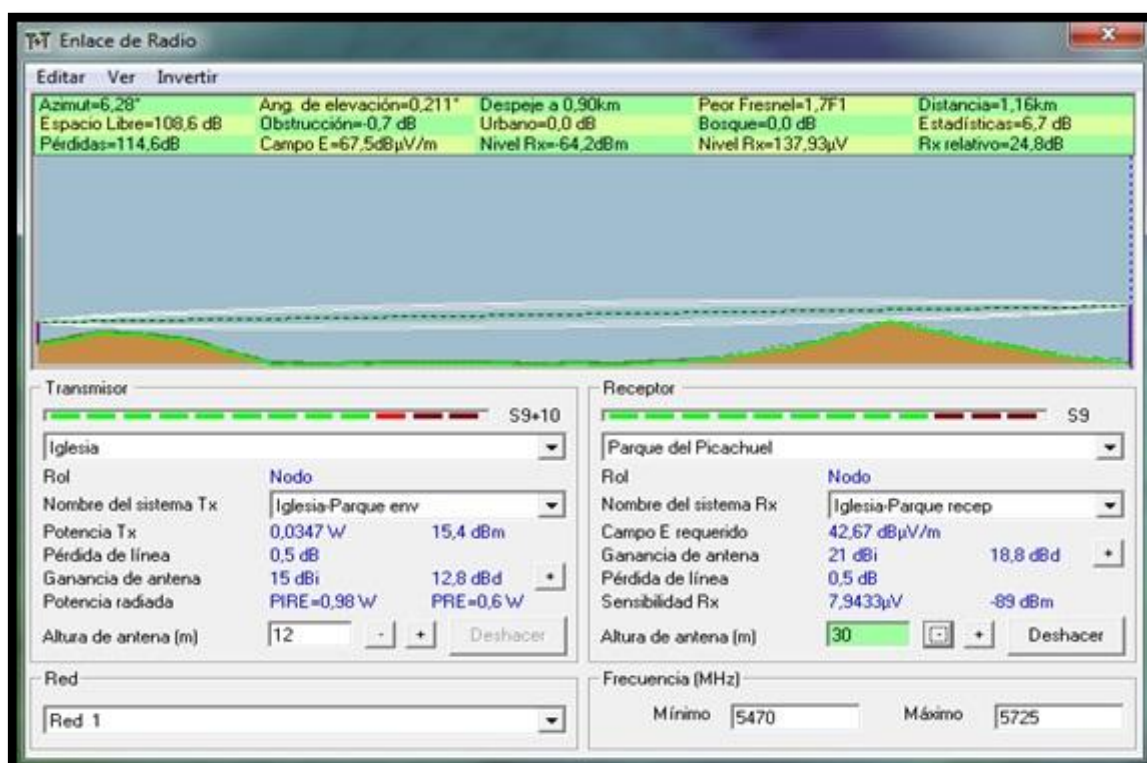 Enlace de Radio
Editar Ver Invertir
Azimut=6,28° Ang. de elevación=0,211° Despeje a 0,90km Peor Fresnel=1,7F1 Distancia=1,16km
Espacio Libre=108,6 dB Obstrucción=-0,7 dB Urbano=0,0 dB Bosque=0,0 dB Estadísticas=6,7 dB
Pérdidas=114,6dB Campo E=67,5dBµV/m Nivel Rx=-64,2dBm Nivel Rx=137,93µV Rx relativo=24,8dB
Transmisor
S9+10
Iglesia
Rol Nodo
Nombre del sistema Tx Iglesia-Parque env
Potencia Tx 0,0347 W 15,4 dBm
Pérdida de línea 0,5 dB
Ganancia de antena 15 dBi 12,8 dBd +
Potencia radiada PIRE=0,98 W PRE=0,6 W
Altura de antena (m) 12 - + Deshacer
Red
Red 1
Receptor
S9
Parque del Picachuel
Rol Nodo
Nombre del sistema Rx Iglesia-Parque recep
Campo E requerido 42,67 dBµV/m
Ganancia de antena 21 dBi 18,8 dBd +
Pérdida de línea 0,5 dB
Sensibilidad Rx 7,9433µV -89 dBm
Altura de antena (m) 30 - + Deshacer
Frecuencia (MHz)
Mínimo 5470 Máximo 5725